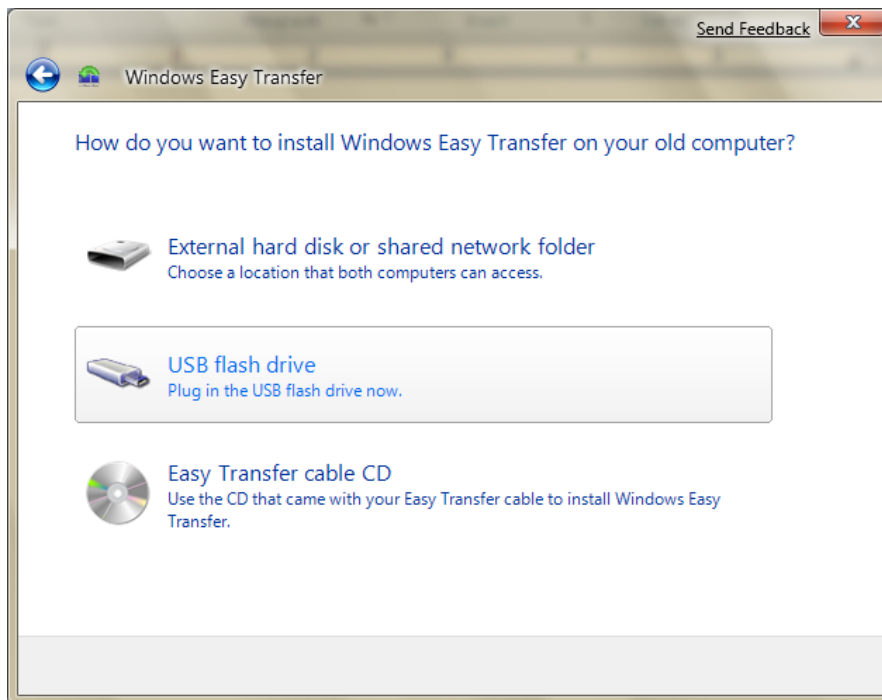 Send Feedback
Windows Easy Transfer
How do you want to install Windows Easy Transfer on your old computer?
External hard disk or shared network folder
Choose a location that both computers can access.
USB flash drive
Plug in the USB flash drive now.
Easy Transfer cable CD
Use the CD that came with your Easy Transfer cable to install Windows Easy
Transfer.